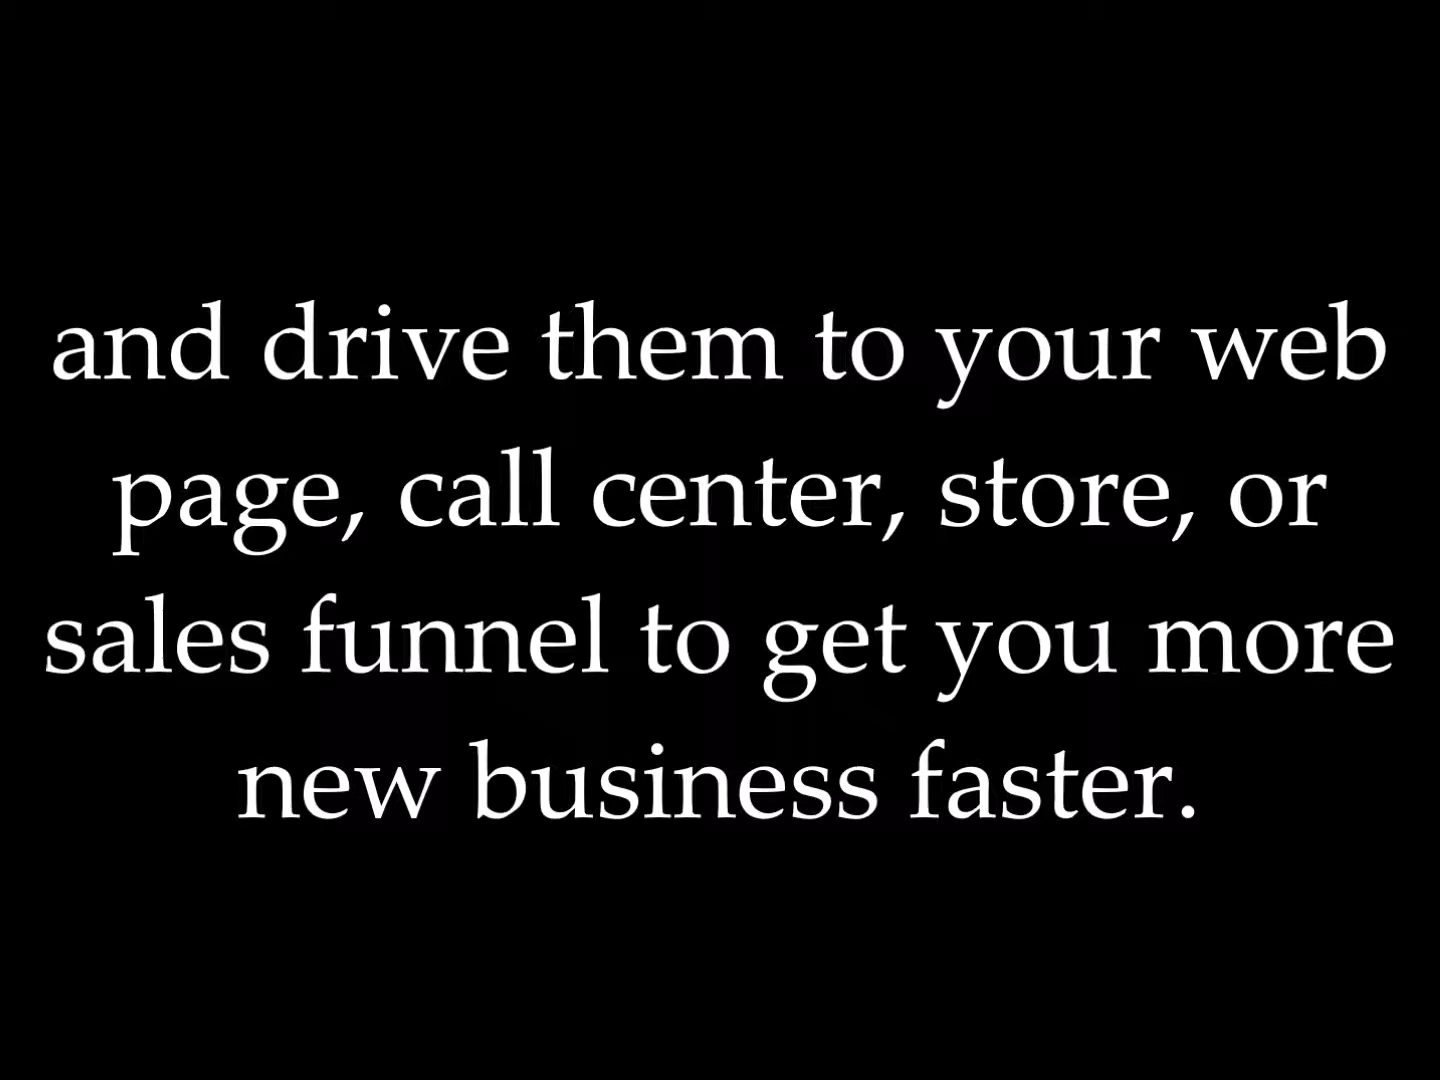 and drive them to your web
page, call center, store, or
sales funnel to get you more
new business faster.